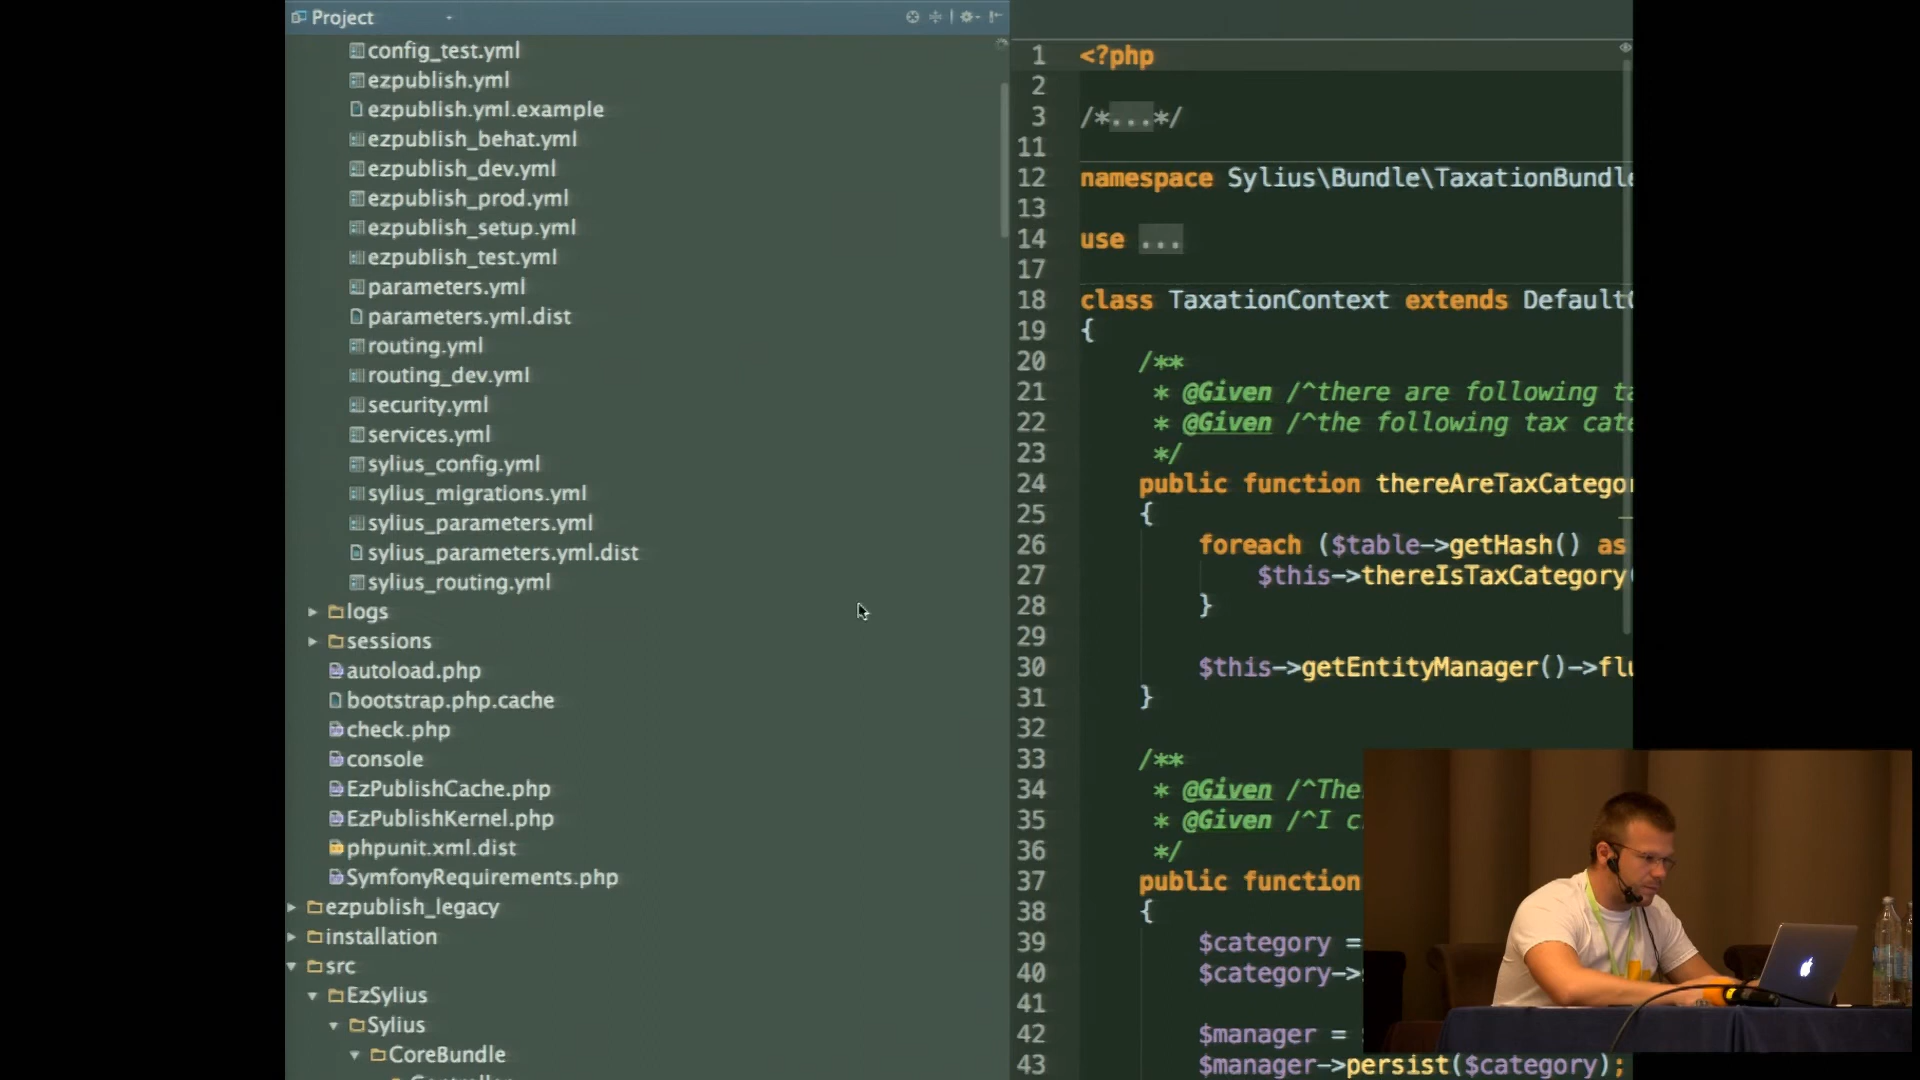 Project
config_test.yml
ezpublish.yml
ezpublish.yml.example
ezpublish_behat.yml
ezpublish_dev.yml
ezpublish_prod.yml
ezpublish_setup.yml
ezpublish_test.yml
parameters.yml
parameters.yml.dist
routing.yml
routing_dev.yml
security.yml
services.yml
sylius_config.yml
sylius_migrations.yml
sylius_parameters.yml
sylius_parameters.yml.dist
sylius_routing.yml
logs
sessions
autoload.php
bootstrap.php.cache
check.php
console
EzPublishCache.php
EzPublishKernel.php
phpunit.xml.dist
SymfonyRequirements.php
ezpublish_legacy
installation
src
EzSylius
Sylius
CoreBundle
1 <?php
2
3 /*...*/
11
12 namespace Sylius\Bundle\TaxationBundle
13
14 use ...
17
18 class TaxationContext extends Default
19 {
20 /**
21 * @Given /^there are following ta
22 * @Given /^the following tax cate
23 */
24 public function thereAreTaxCategor
25 {
26 foreach ($table->getHash() as
27 $this->thereIsTaxCategory(
28 }
29
30 $this->getEntityManager()->flu
31 }
32
33 /**
34 * @Given /^The
35 * @Given /^I c
36 */
37 public function
38 {
39 $category =
40 $category->
41
42 $manager =
43 $manager->persist($category);